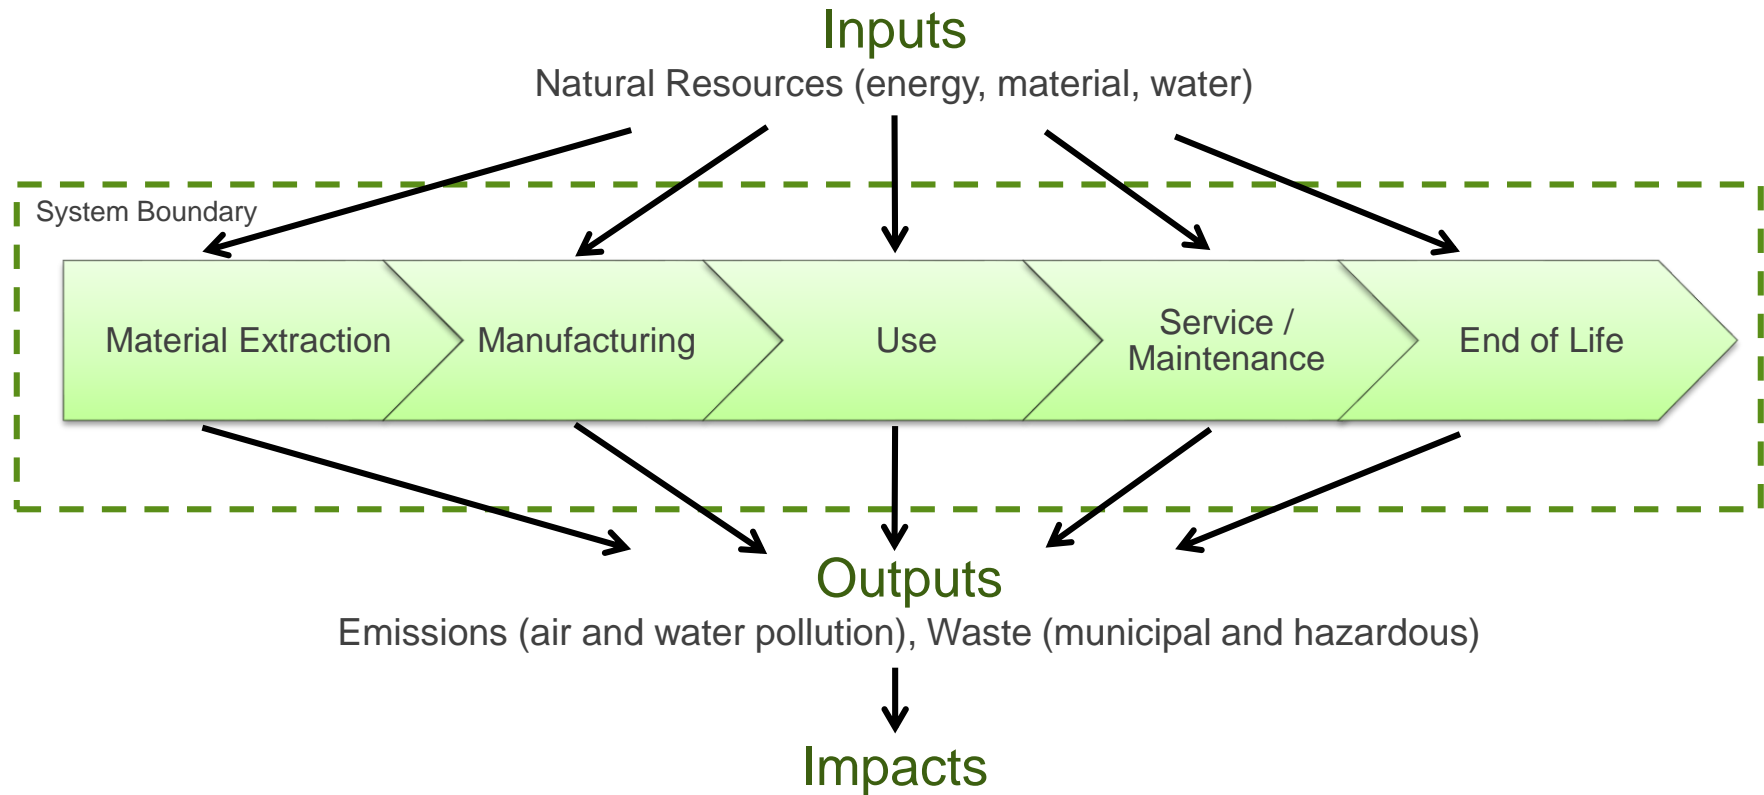 Inputs
Natural Resources (energy, material, water)
System Boundary
Material Extraction
Manufacturing
Use
Service /
Maintenance
End of Life
Outputs
Emissions (air and water pollution), Waste (municipal and hazardous)
Impacts